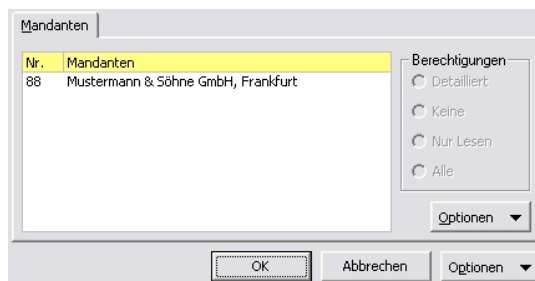 Mandanten
Nr. Mandanten
88 Mustermann & Söhne GmbH, Frankfurt
Berechtigungen
Detailliert
Keine
Nur Lesen
Alle
Optionen
OK Abbrechen Optionen